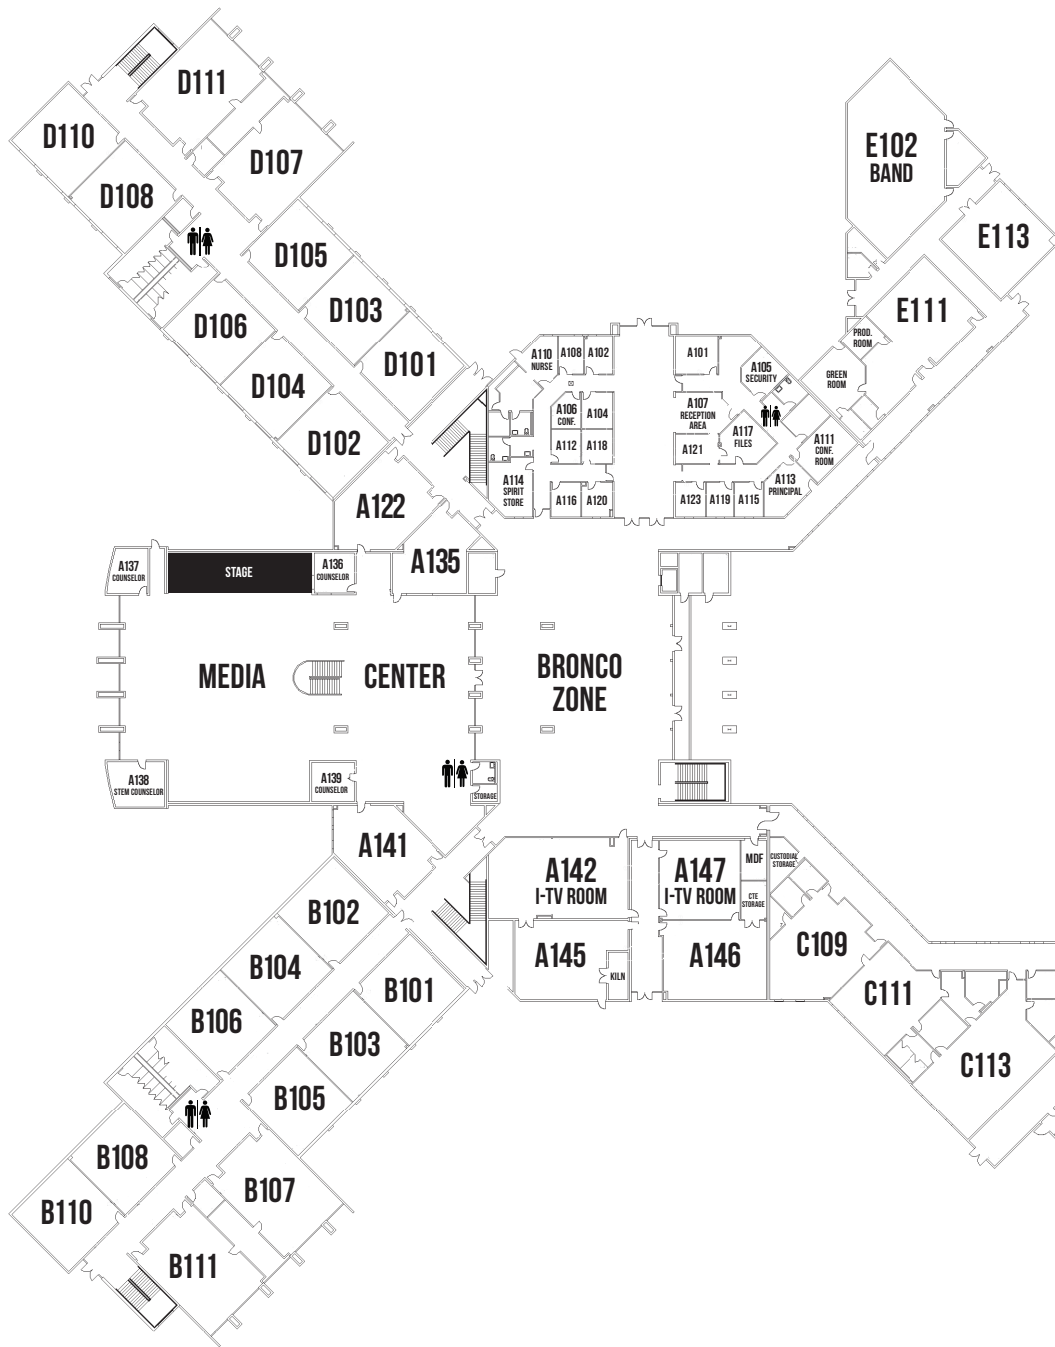 D111
D110
D107
D108
D105
D103
D106
D101
D104
D102
E102
BAND
E113
E111
PROD.
ROOM
GREEN
ROOM
A110
NURSE
A108
A102
A101
A105
SECURITY
A106
CONF.
A104
A107
RECEPTION
AREA
A117
FILES
A111
CONF.
ROOM
A112
A118
A121
A114
SPIRIT
STORE
A116
A120
A123
A119
A115
A113
PRINCIPAL
A122
A135
A137
COUNSELOR
STAGE
A136
COUNSELOR
MEDIA
CENTER
BRONCO
ZONE
A138
STEM COUNSELOR
A139
COUNSELOR
STORAGE
A141
A142
I-TV ROOM
A147
I-TV ROOM
MDF
CUSTODIAL
STORAGE
CTE
STORAGE
A145
KILN
A146
C109
C111
C113
B102
B104
B101
B106
B103
B105
B108
B107
B110
B111